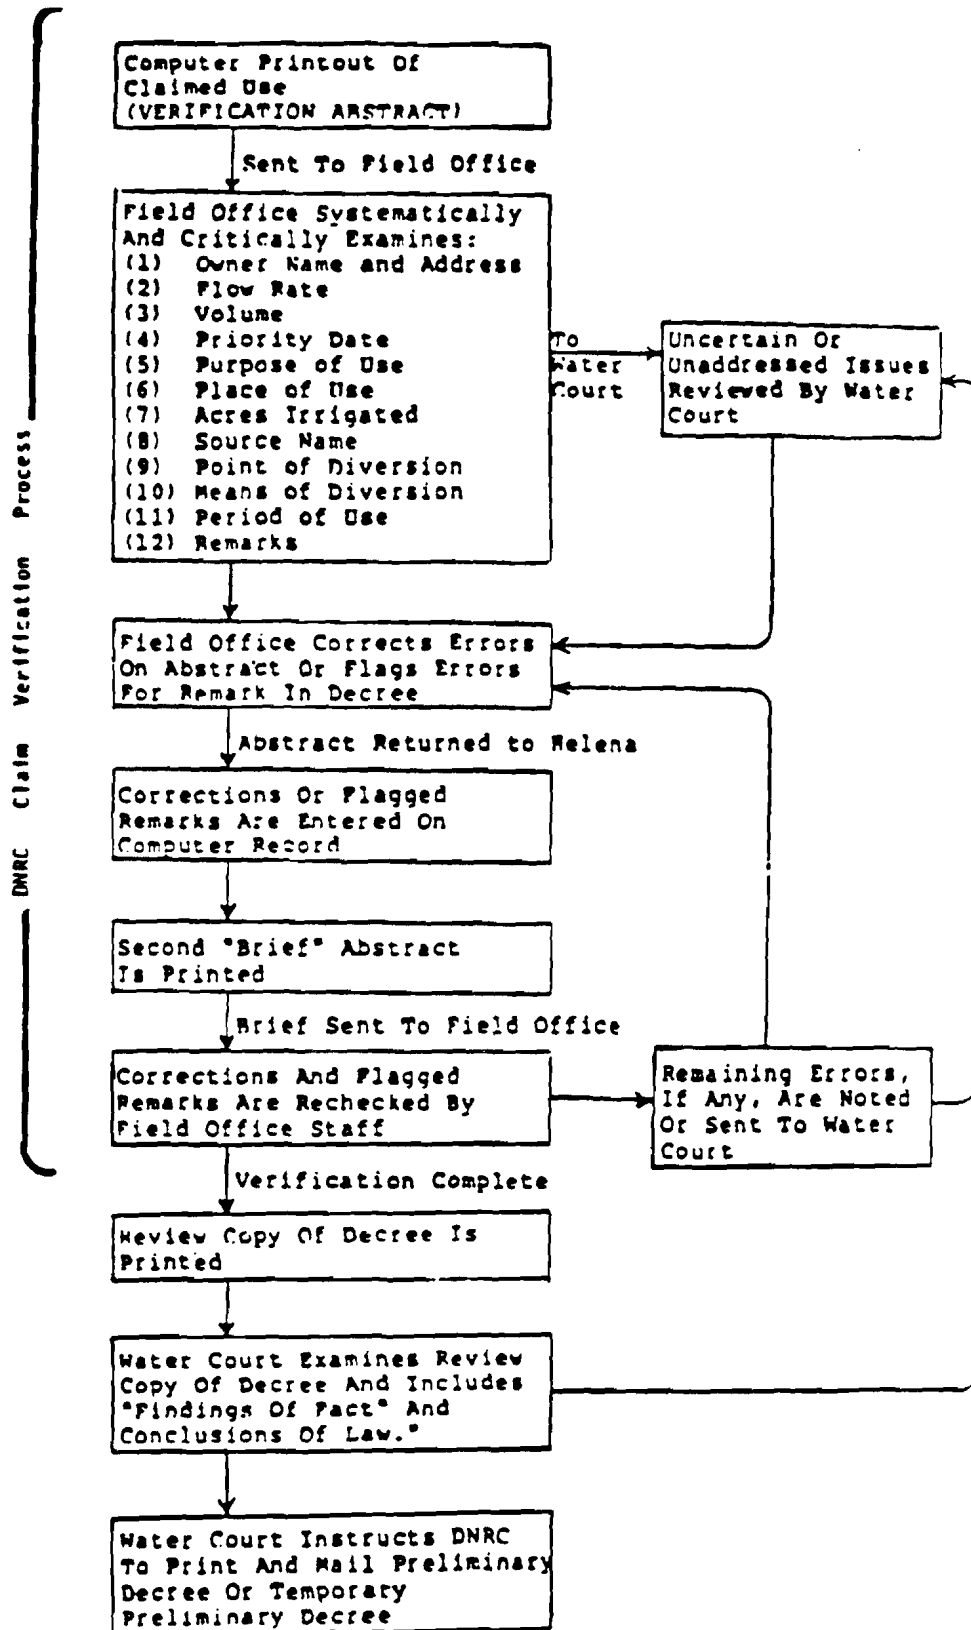 Computer Printout Of
Claimed Use
(VERIFICATION ABSTRACT)
Sent To Field Office
Field Office Systematically
And Critically Examines:
(1) Owner Name and Address
(2) Flow Rate
(3) Volume
(4) Priority Date
(5) Purpose of Use
(6) Place of Use
(7) Acres Irrigated
(8) Source Name
(9) Point of Diversion
(10) Means of Diversion
(11) Period of Use
(12) Remarks
To
Water
Court
Uncertain Or
Unaddressed Issues
Reviewed By Water
Court
Field Office Corrects Errors
On Abstract Or Flags Errors
For Remark In Decree
Abstract Returned to Helena
Corrections Or Flagged
Remarks Are Entered On
Computer Record
Second "Brief" Abstract
Is Printed
Brief Sent To Field Office
Corrections And Flagged
Remarks Are Rechecked By
Field Office Staff
Remaining Errors,
If Any, Are Noted
Or Sent To Water
Court
Verification Complete
Review Copy Of Decree Is
Printed
Water Court Examines Review
Copy Of Decree And Includes
"Findings Of Fact" And
Conclusions Of Law."
Water Court Instructs DNRC
To Print And Mail Preliminary
Decree Or Temporary
Preliminary Decree
DNRC Claim Verification Process